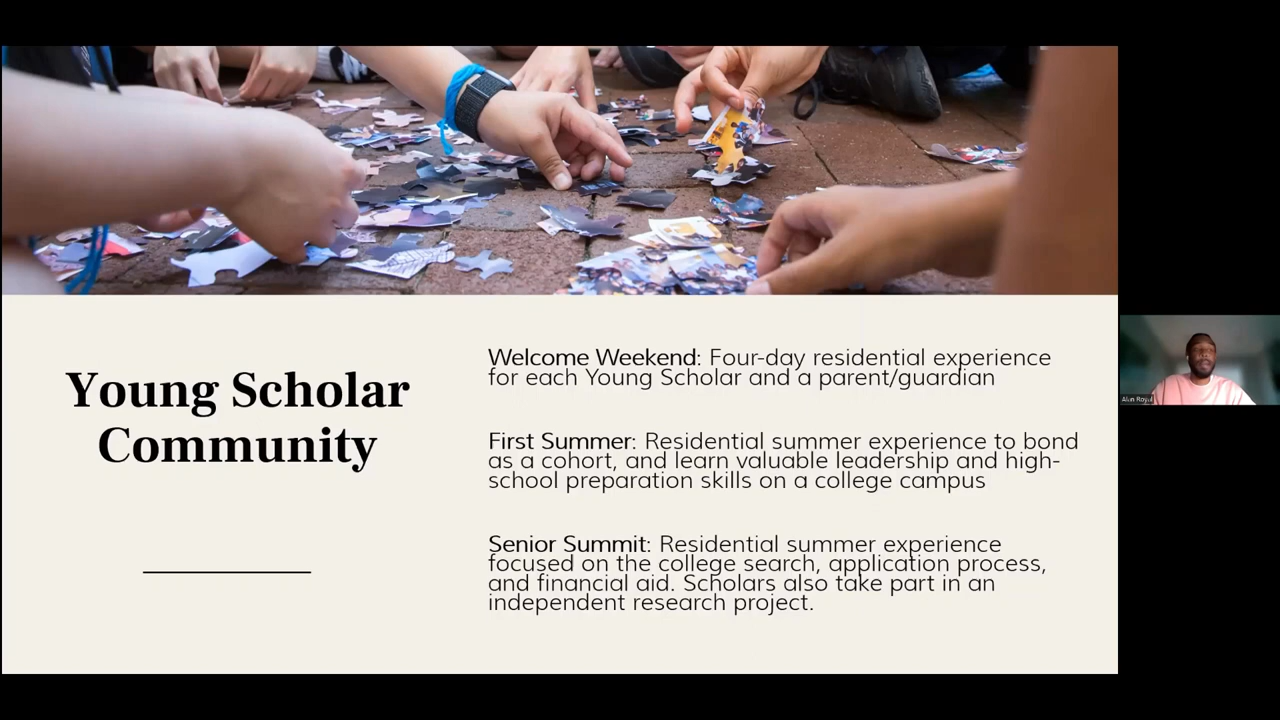 Young Scholar
Community
Welcome Weekend: Four-day residential experience
for each Young Scholar and a parent/guardian
First Summer: Residential summer experience to bond
as a cohort, and learn valuable leadership and high-
school preparation skills on a college campus
Senior Summit: Residential summer experience
focused on the college search, application process,
and financial aid. Scholars also take part in an
independent research project.
Alan Royal